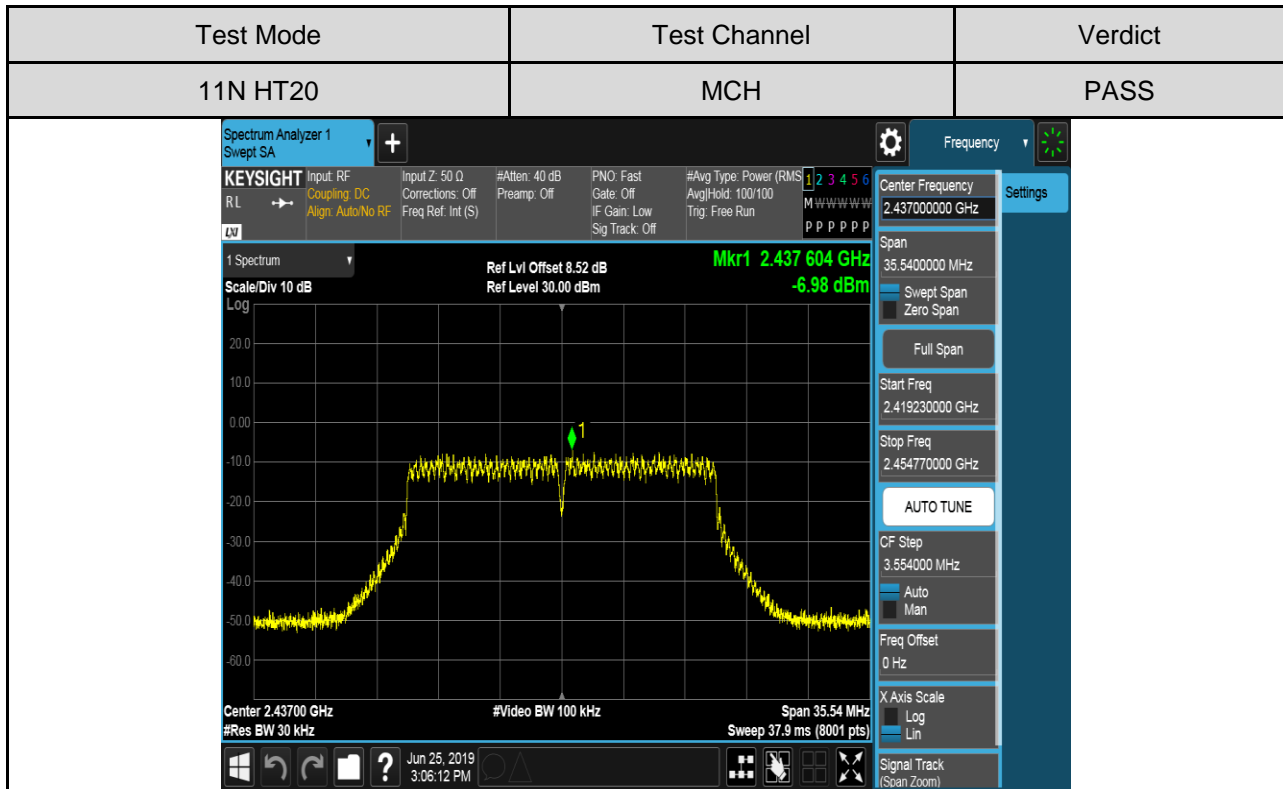 Test Mode Test Channel Verdict
11N HT20 MCH PASS
Spectrum Analyzer 1
Swept SA
Frequency
KEYSIGHT Input: RF Input Z: 50 Ω #Atten: 40 dB PNO: Fast #Avg Type: Power (RMS 1 2 3 4 5 6
R L Coupling: DC Corrections: Off Preamp: Off Gate: Off Avg|Hold: 100/100 M W W W W W
Align: Auto/No RF Freq Ref: Int (S) IF Gain: Low Trig: Free Run
LXI Sig Track: Off P P P P P P
1 Spectrum
Ref Lvl Offset 8.52 dB Mkr1 2.437 604 GHz
Scale/Div 10 dB Ref Level 30.00 dBm -6.98 dBm
Log
20.0
10.0
0.00
1
-10.0
-20.0
-30.0
-40.0
-50.0
-60.0
Center 2.43700 GHz #Video BW 100 kHz Span 35.54 MHz
#Res BW 30 kHz Sweep 37.9 ms (8001 pts)
Center Frequency
2.437000000 GHz
Settings
Span
35.5400000 MHz
Swept Span
Zero Span
Full Span
Start Freq
2.419230000 GHz
Stop Freq
2.454770000 GHz
AUTO TUNE
CF Step
3.554000 MHz
Auto
Man
Freq Offset
0 Hz
X Axis Scale
Log
Lin
Signal Track
(Span Zoom)
?
Jun 25, 2019
3:06:12 PM